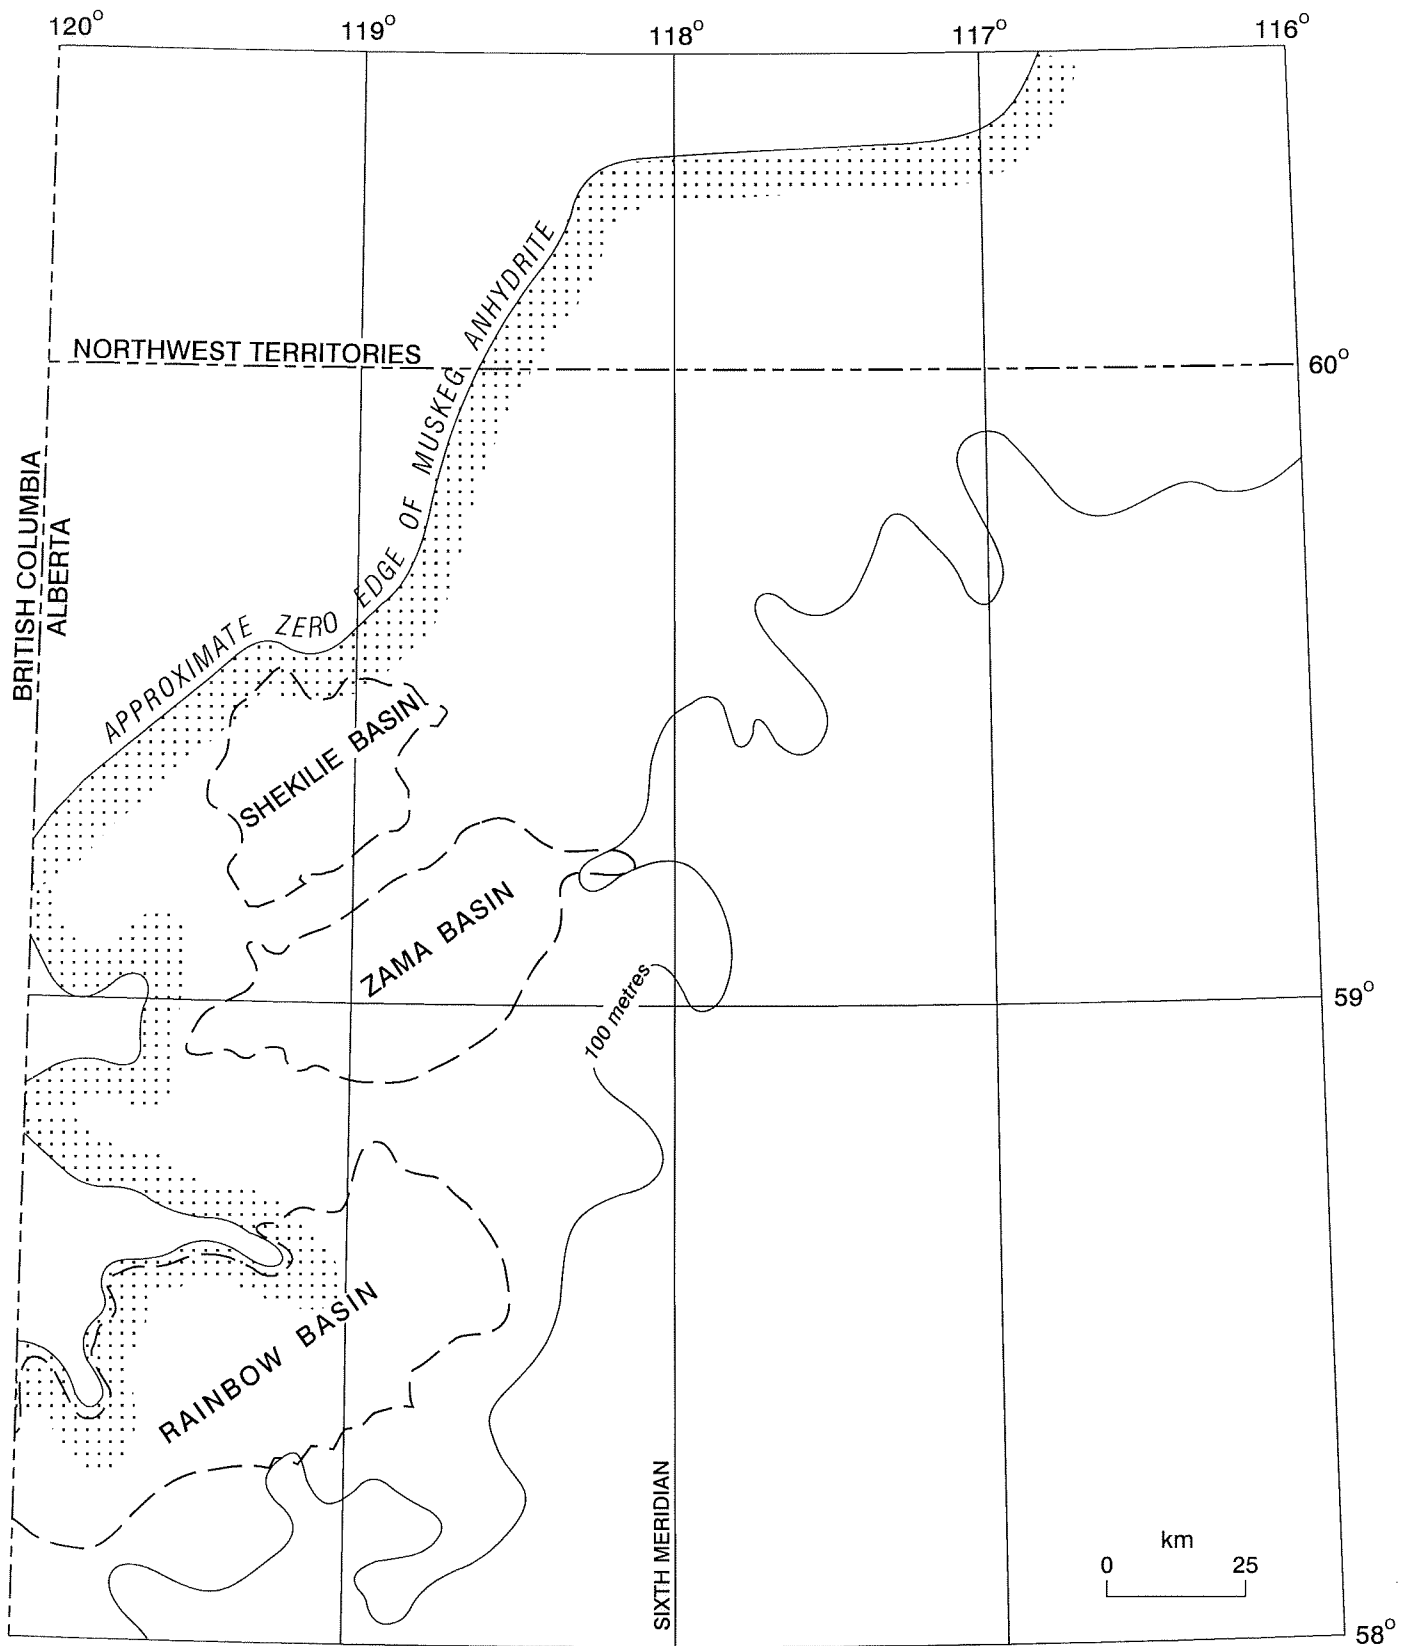 120°
119°
118°
117°
116°
APPROXIMATE ZERO EDGE OF MUSKEG ANHYDRITE
NORTHWEST TERRITORIES
60°
BRITISH COLUMBIA
ALBERTA
SHEKILIE BASIN
ZAMA BASIN
100 metres
59°
RAINBOW BASIN
SIXTH MERIDIAN
km
0 25
58°